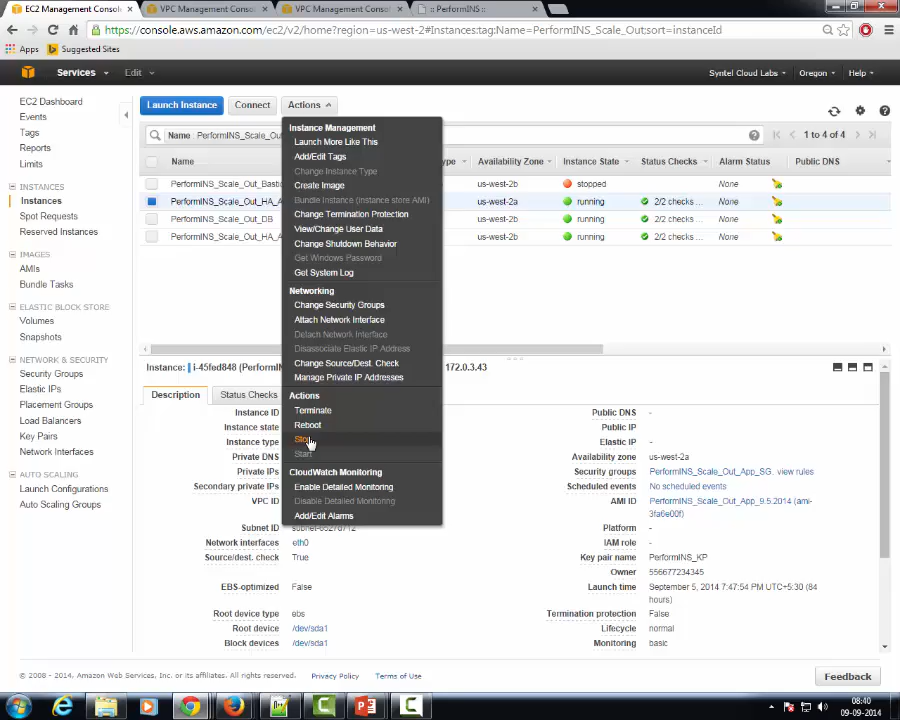 EC2 Management Conso
VPC Management Consol
VPC Management Consol
:: PerformINS ::
https://console.aws.amazon.com/ec2/v2/home?region=us-west-2#Instances:tag:Name=PerformINS_Scale_Out;sort=instanceId
Apps
Suggested Sites
Services
Edit
Syntel Cloud Labs
Oregon
Help
EC2 Dashboard
Events
Tags
Reports
Limits
INSTANCES
Instances
Spot Requests
Reserved Instances
IMAGES
AMIs
Bundle Tasks
ELASTIC BLOCK STORE
Volumes
Snapshots
NETWORK & SECURITY
Security Groups
Elastic IPs
Placement Groups
Load Balancers
Key Pairs
Network Interfaces
AUTO SCALING
Launch Configurations
Auto Scaling Groups
Launch Instance
Connect
Actions
Name : PerformINS_Scale_Ou
1 to 4 of 4
Name
Type
Availability Zone
Instance State
Status Checks
Alarm Status
Public DNS
PerformINS_Scale_Out_Basti
us-west-2b
stopped
None
PerformINS_Scale_Out_HA_A
us-west-2a
running
2/2 checks ...
None
PerformINS_Scale_Out_DB
us-west-2b
running
2/2 checks ...
None
PerformINS_Scale_Out_HA_A
us-west-2b
running
2/2 checks ...
None
Instance Management
Launch More Like This
Add/Edit Tags
Change Instance Type
Create Image
Bundle Instance (instance store AMI)
Change Termination Protection
View/Change User Data
Change Shutdown Behavior
Get Windows Password
Get System Log
Networking
Change Security Groups
Attach Network Interface
Detach Network Interface
Disassociate Elastic IP Address
Change Source/Dest. Check
Manage Private IP Addresses
Actions
Terminate
Reboot
Stop
Start
CloudWatch Monitoring
Enable Detailed Monitoring
Disable Detailed Monitoring
Add/Edit Alarms
Instance: i-45fed848 (PerformIN
172.0.3.43
Description
Status Checks
Instance ID
Instance state
Instance type
Private DNS
Private IPs
Secondary private IPs
VPC ID
Subnet ID
Network interfaces
eth0
Source/dest. check
True
EBS-optimized
False
Root device type
ebs
Root device
/dev/sda1
Block devices
/dev/sda1
Public DNS
-
Public IP
-
Elastic IP
-
Availability zone
us-west-2a
Security groups
PerformINS_Scale_Out_App_SG. view rules
Scheduled events
No scheduled events
AMI ID
PerformINS_Scale_Out_App_9.5.2014 (ami-
3fa6e00f)
Platform
-
IAM role
-
Key pair name
PerformINS_KP
Owner
556677234345
Launch time
September 5, 2014 7:47:54 PM UTC+5:30 (84
hours)
Termination protection
False
Lifecycle
normal
Monitoring
basic
© 2008 - 2014, Amazon Web Services, Inc. or its affiliates. All rights reserved.
Privacy Policy
Terms of Use
Feedback
08:40
09-09-2014